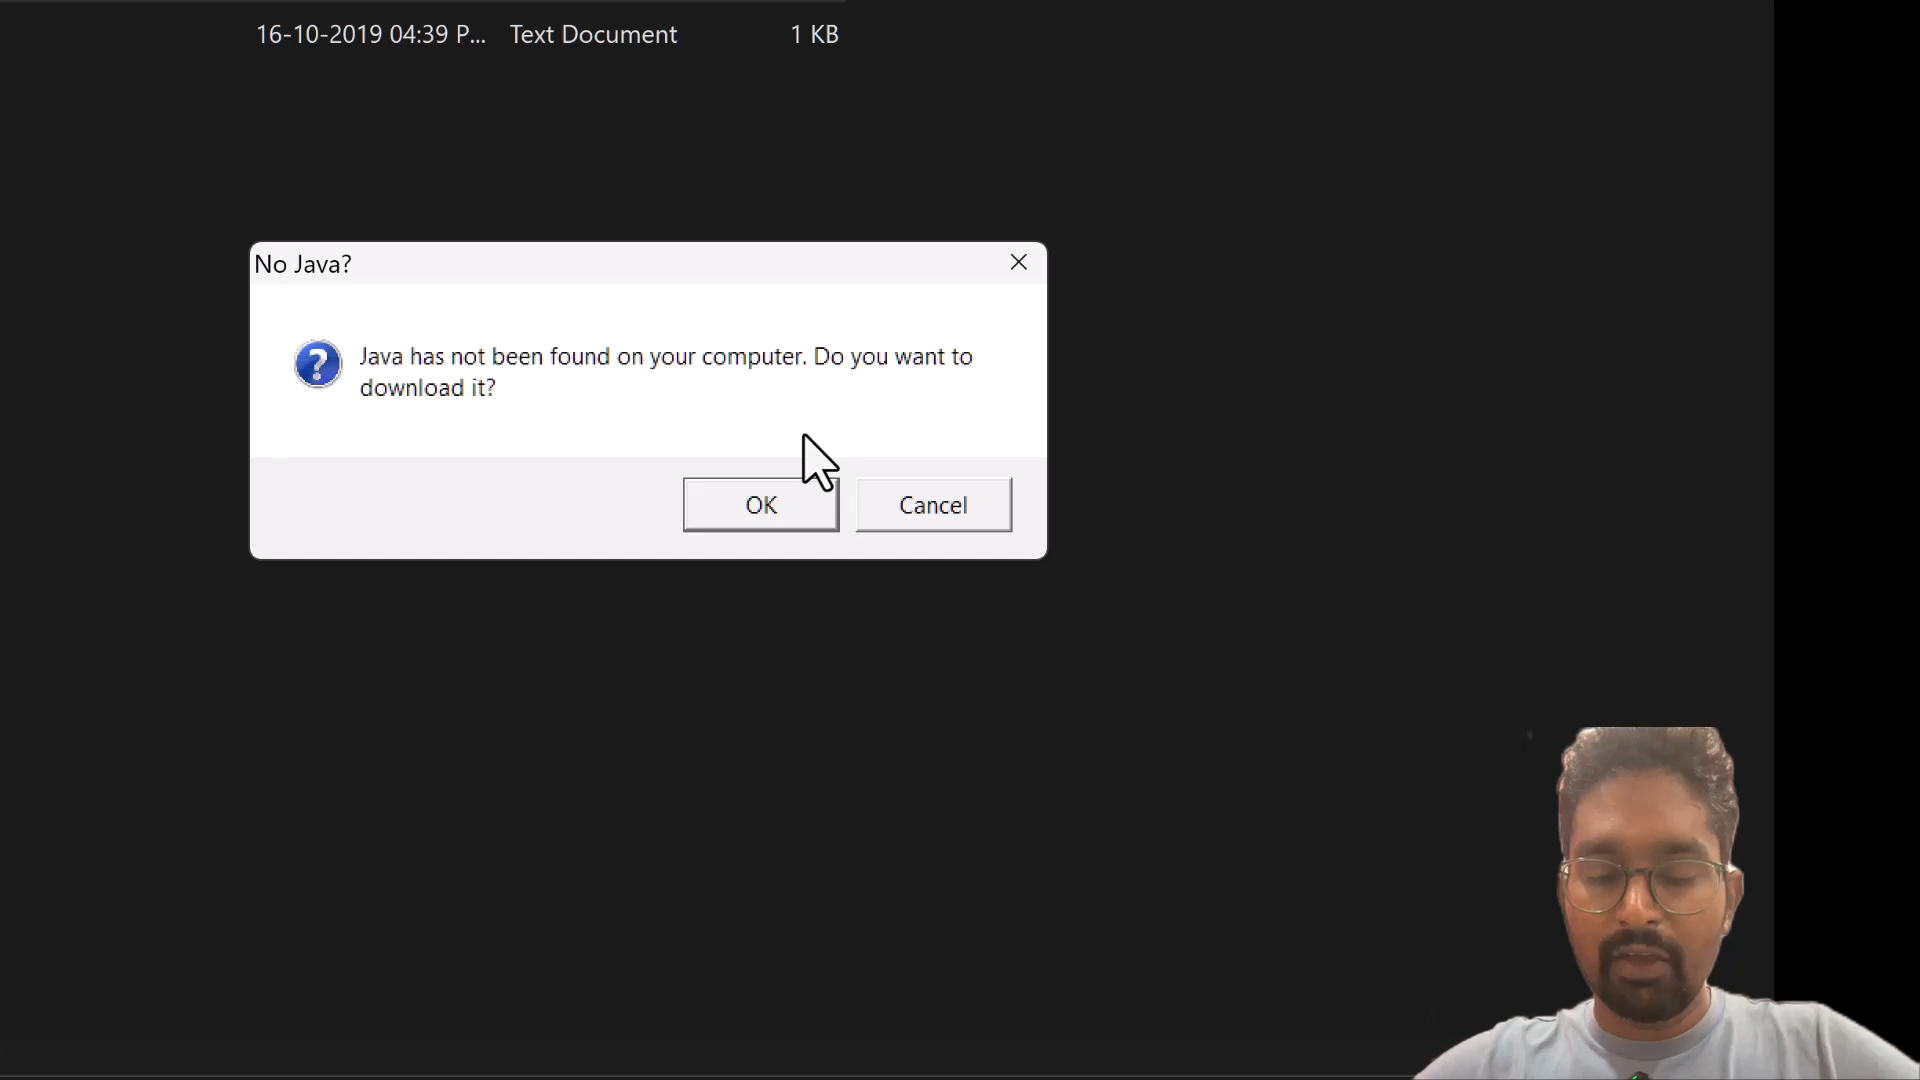 16-10-2019 04:39 P... Text Document 1 KB
No Java?
Java has not been found on your computer. Do you want to
download it?
OK Cancel